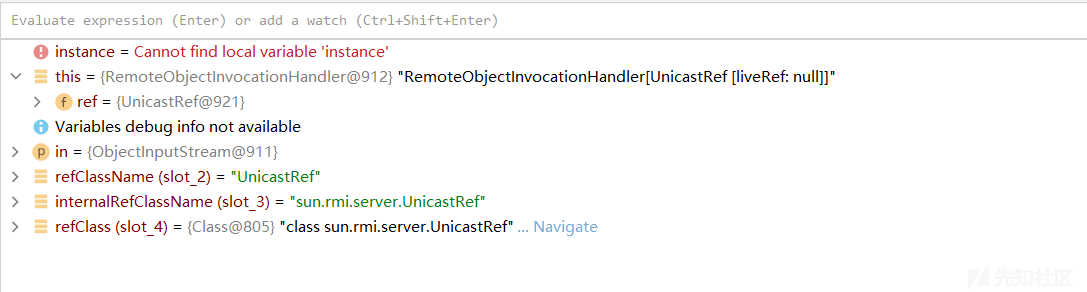 Evaluate expression (Enter) or add a watch (Ctrl+Shift+Enter)
instance = Cannot find local variable 'instance'
this = {RemoteObjectInvocationHandler@912} "RemoteObjectInvocationHandler[UnicastRef [liveRef: null]]"
f ref = {UnicastRef@921}
Variables debug info not available
p in = {ObjectInputStream@911}
refClassName (slot_2) = "UnicastRef"
internalRefClassName (slot_3) = "sun.rmi.server.UnicastRef"
refClass (slot_4) = {Class@805} "class sun.rmi.server.UnicastRef" ... Navigate
先知社区